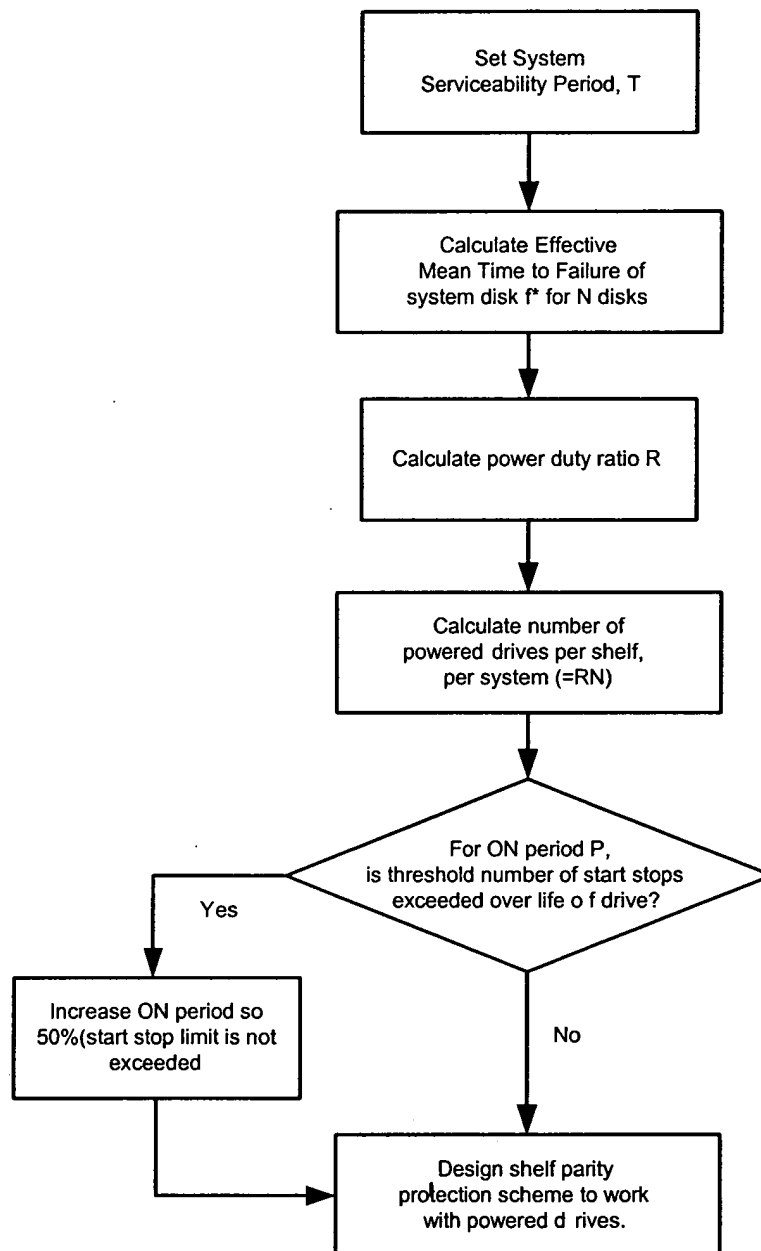 Set System
Serviceability Period, T
Calculate Effective
Mean Time to Failure of
system disk f* for N disks
Calculate power duty ratio R
Calculate number of
powered drives per shelf,
per system (=RN)
For ON period P,
is threshold number of start stops
exceeded over life o f drive?
Yes
Increase ON period so
50%(start stop limit is not
exceeded
No
Design shelf parity
protection scheme to work
with powered d rives.